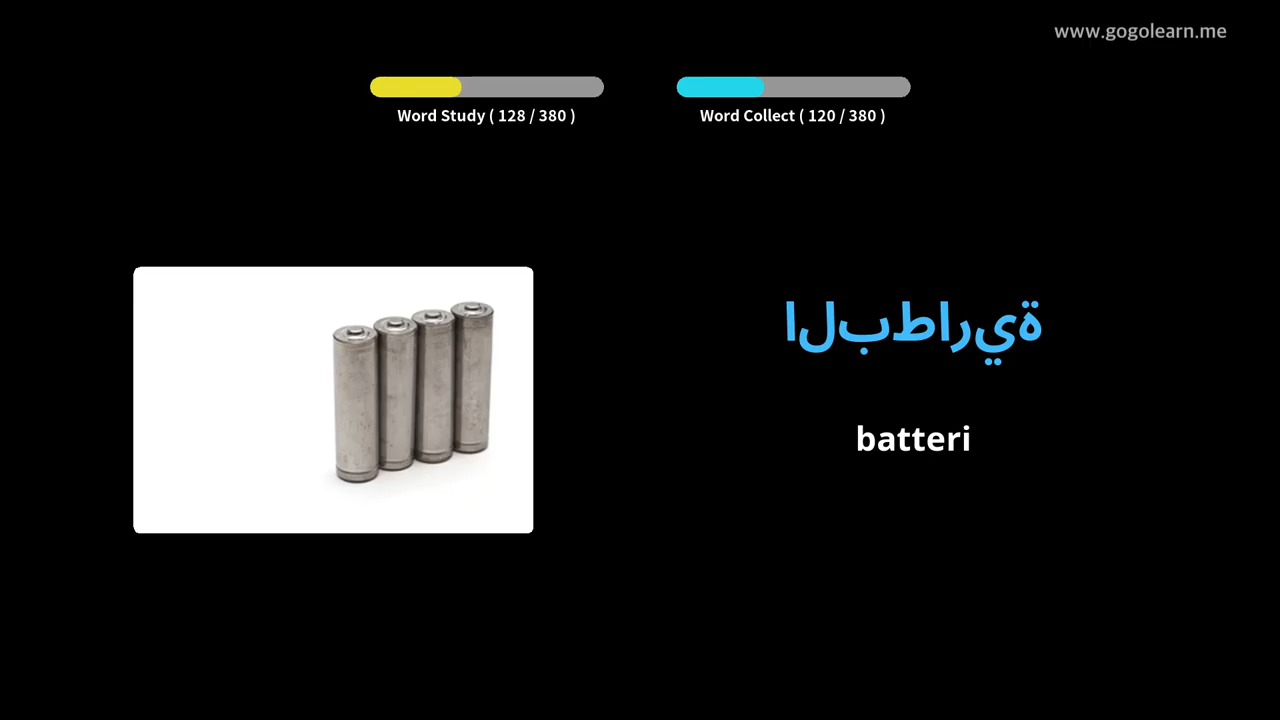 www.gogolearn.me
Word Study ( 128 / 380 )
Word Collect ( 120 / 380 )
البطارية
batteri